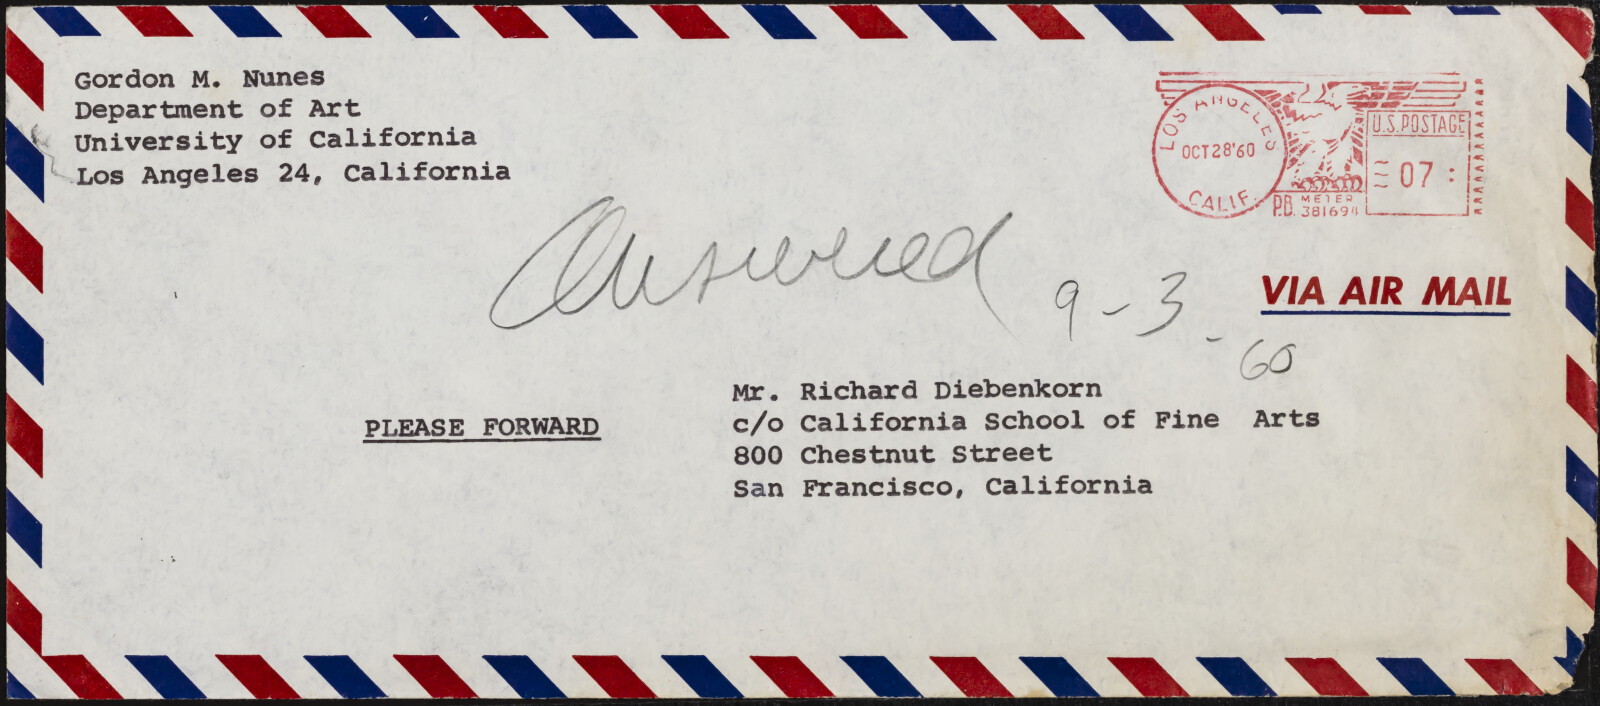 Gordon M. Nunes
Department of Art
University of California
Los Angeles 24, California
LOS ANGELES
OCT 28 '60
CALIF.
U.S. POSTAGE
07
P.B. METER
381694
VIA AIR MAIL
Answered 9-3-60
PLEASE FORWARD
Mr. Richard Diebenkorn
c/o California School of Fine Arts
800 Chestnut Street
San Francisco, California